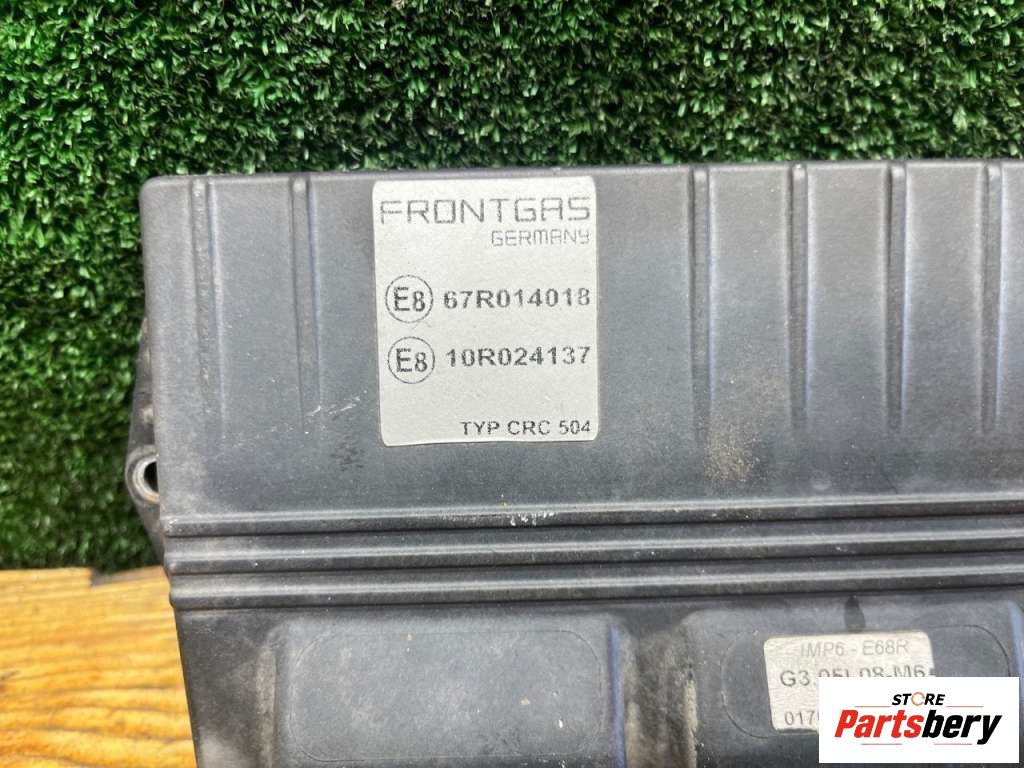 FRONTGAS
GERMANY
E8 67R014018
E8 10R024137
TYP CRC 504
IMP6 - E68R
STORE
Partsbery